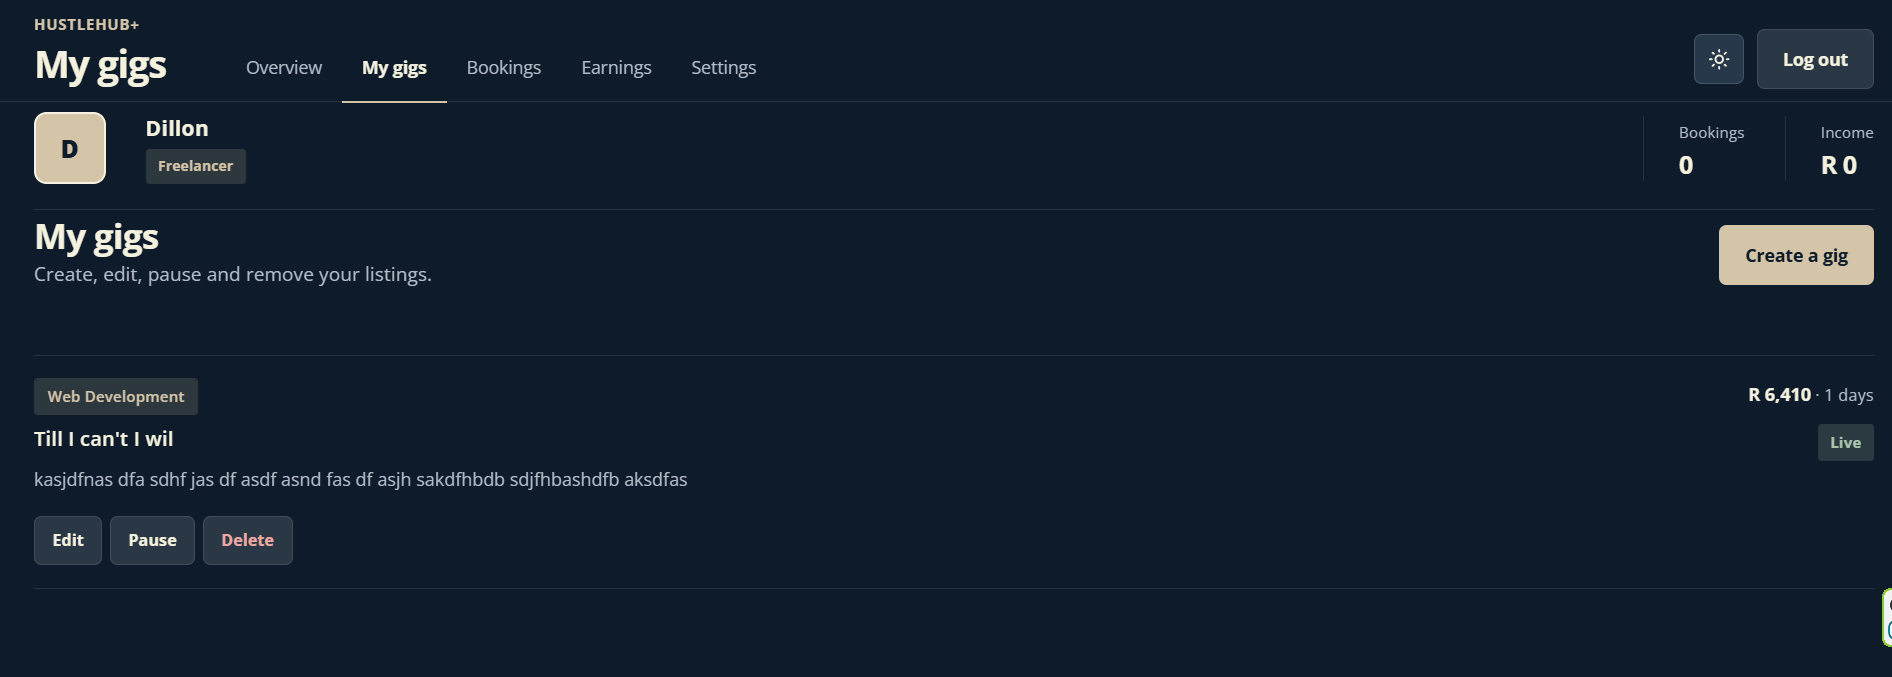 HUSTLEHUB+
My gigs
Overview
My gigs
Bookings
Earnings
Settings
Log out
D
Dillon
Freelancer
Bookings
0
Income
R 0
My gigs
Create, edit, pause and remove your listings.
Create a gig
Web Development
R 6,410 · 1 days
Till I can't I wil
Live
kasjdfnas dfa sdhf jas df asdf asnd fas df asjh sakdfhbdb sdjfhbashdfb aksdfas
Edit
Pause
Delete